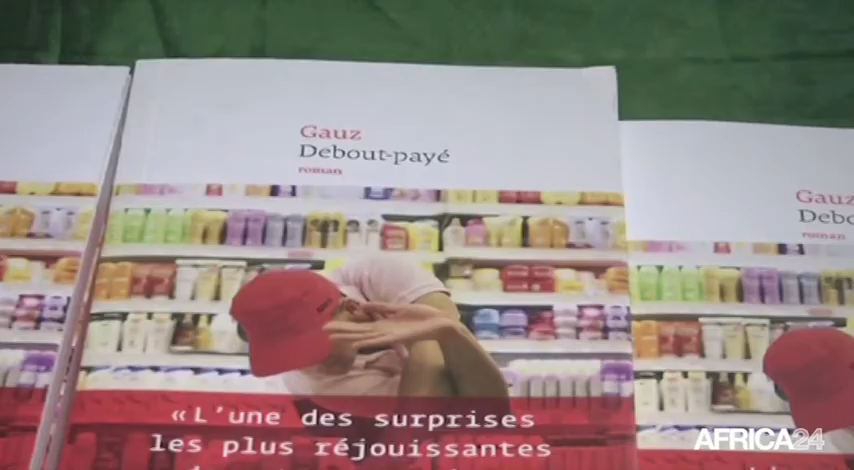 Gauz
Debout-payé
roman
« L'une des surprises
les plus réjouissantes
Gauz
Debo
roman
AFRICA24